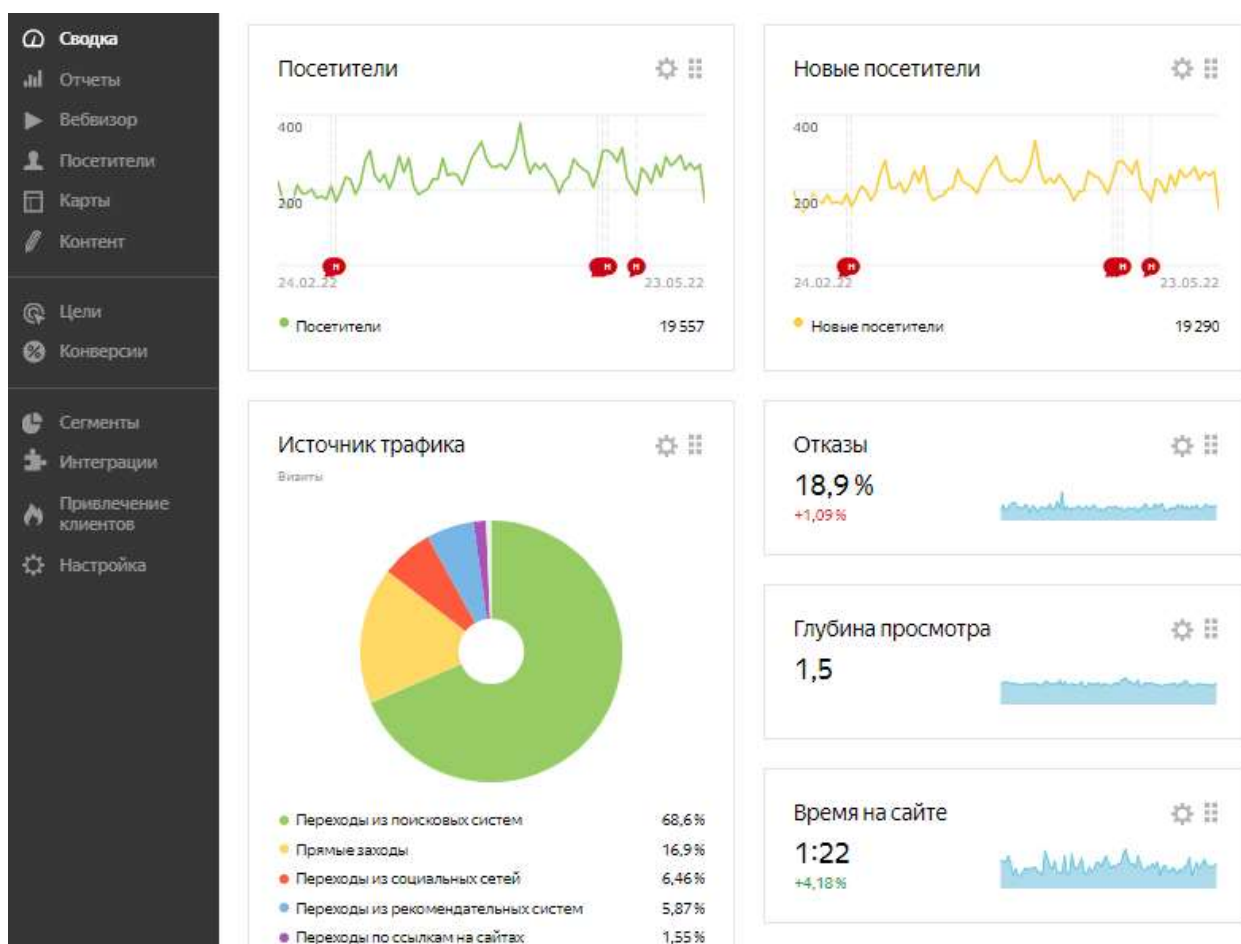 Сводка
Отчеты
Вебвизор
Посетители
Карты
Контент
Цели
Конверсии
Сегменты
Интеграции
Привлечение
клиентов
Настройка
Посетители
400
200
24.02.22
23.05.22
Посетители 19 557
Новые посетители
400
200
24.02.22
23.05.22
Новые посетители 19 290
Источник трафика
Визиты
Переходы из поисковых систем 68,6 %
Прямые заходы 16,9 %
Переходы из социальных сетей 6,46 %
Переходы из рекомендательных систем 5,87 %
Переходы по ссылкам на сайтах 1,55 %
Отказы
18,9 %
+1,09 %
Глубина просмотра
1,5
Время на сайте
1:22
+4,18 %